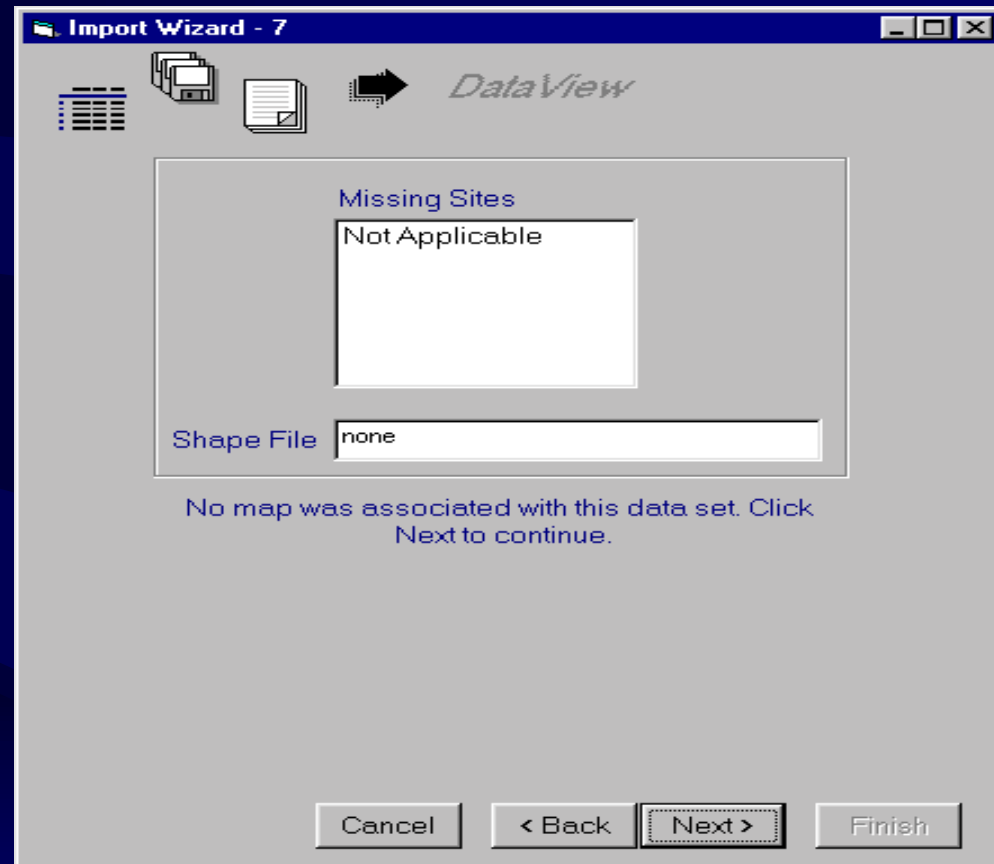 Import Wizard - 7
DataView
Missing Sites
Not Applicable
Shape File
none
No map was associated with this data set. Click
Next to continue.
Cancel
< Back
Next >
Finish